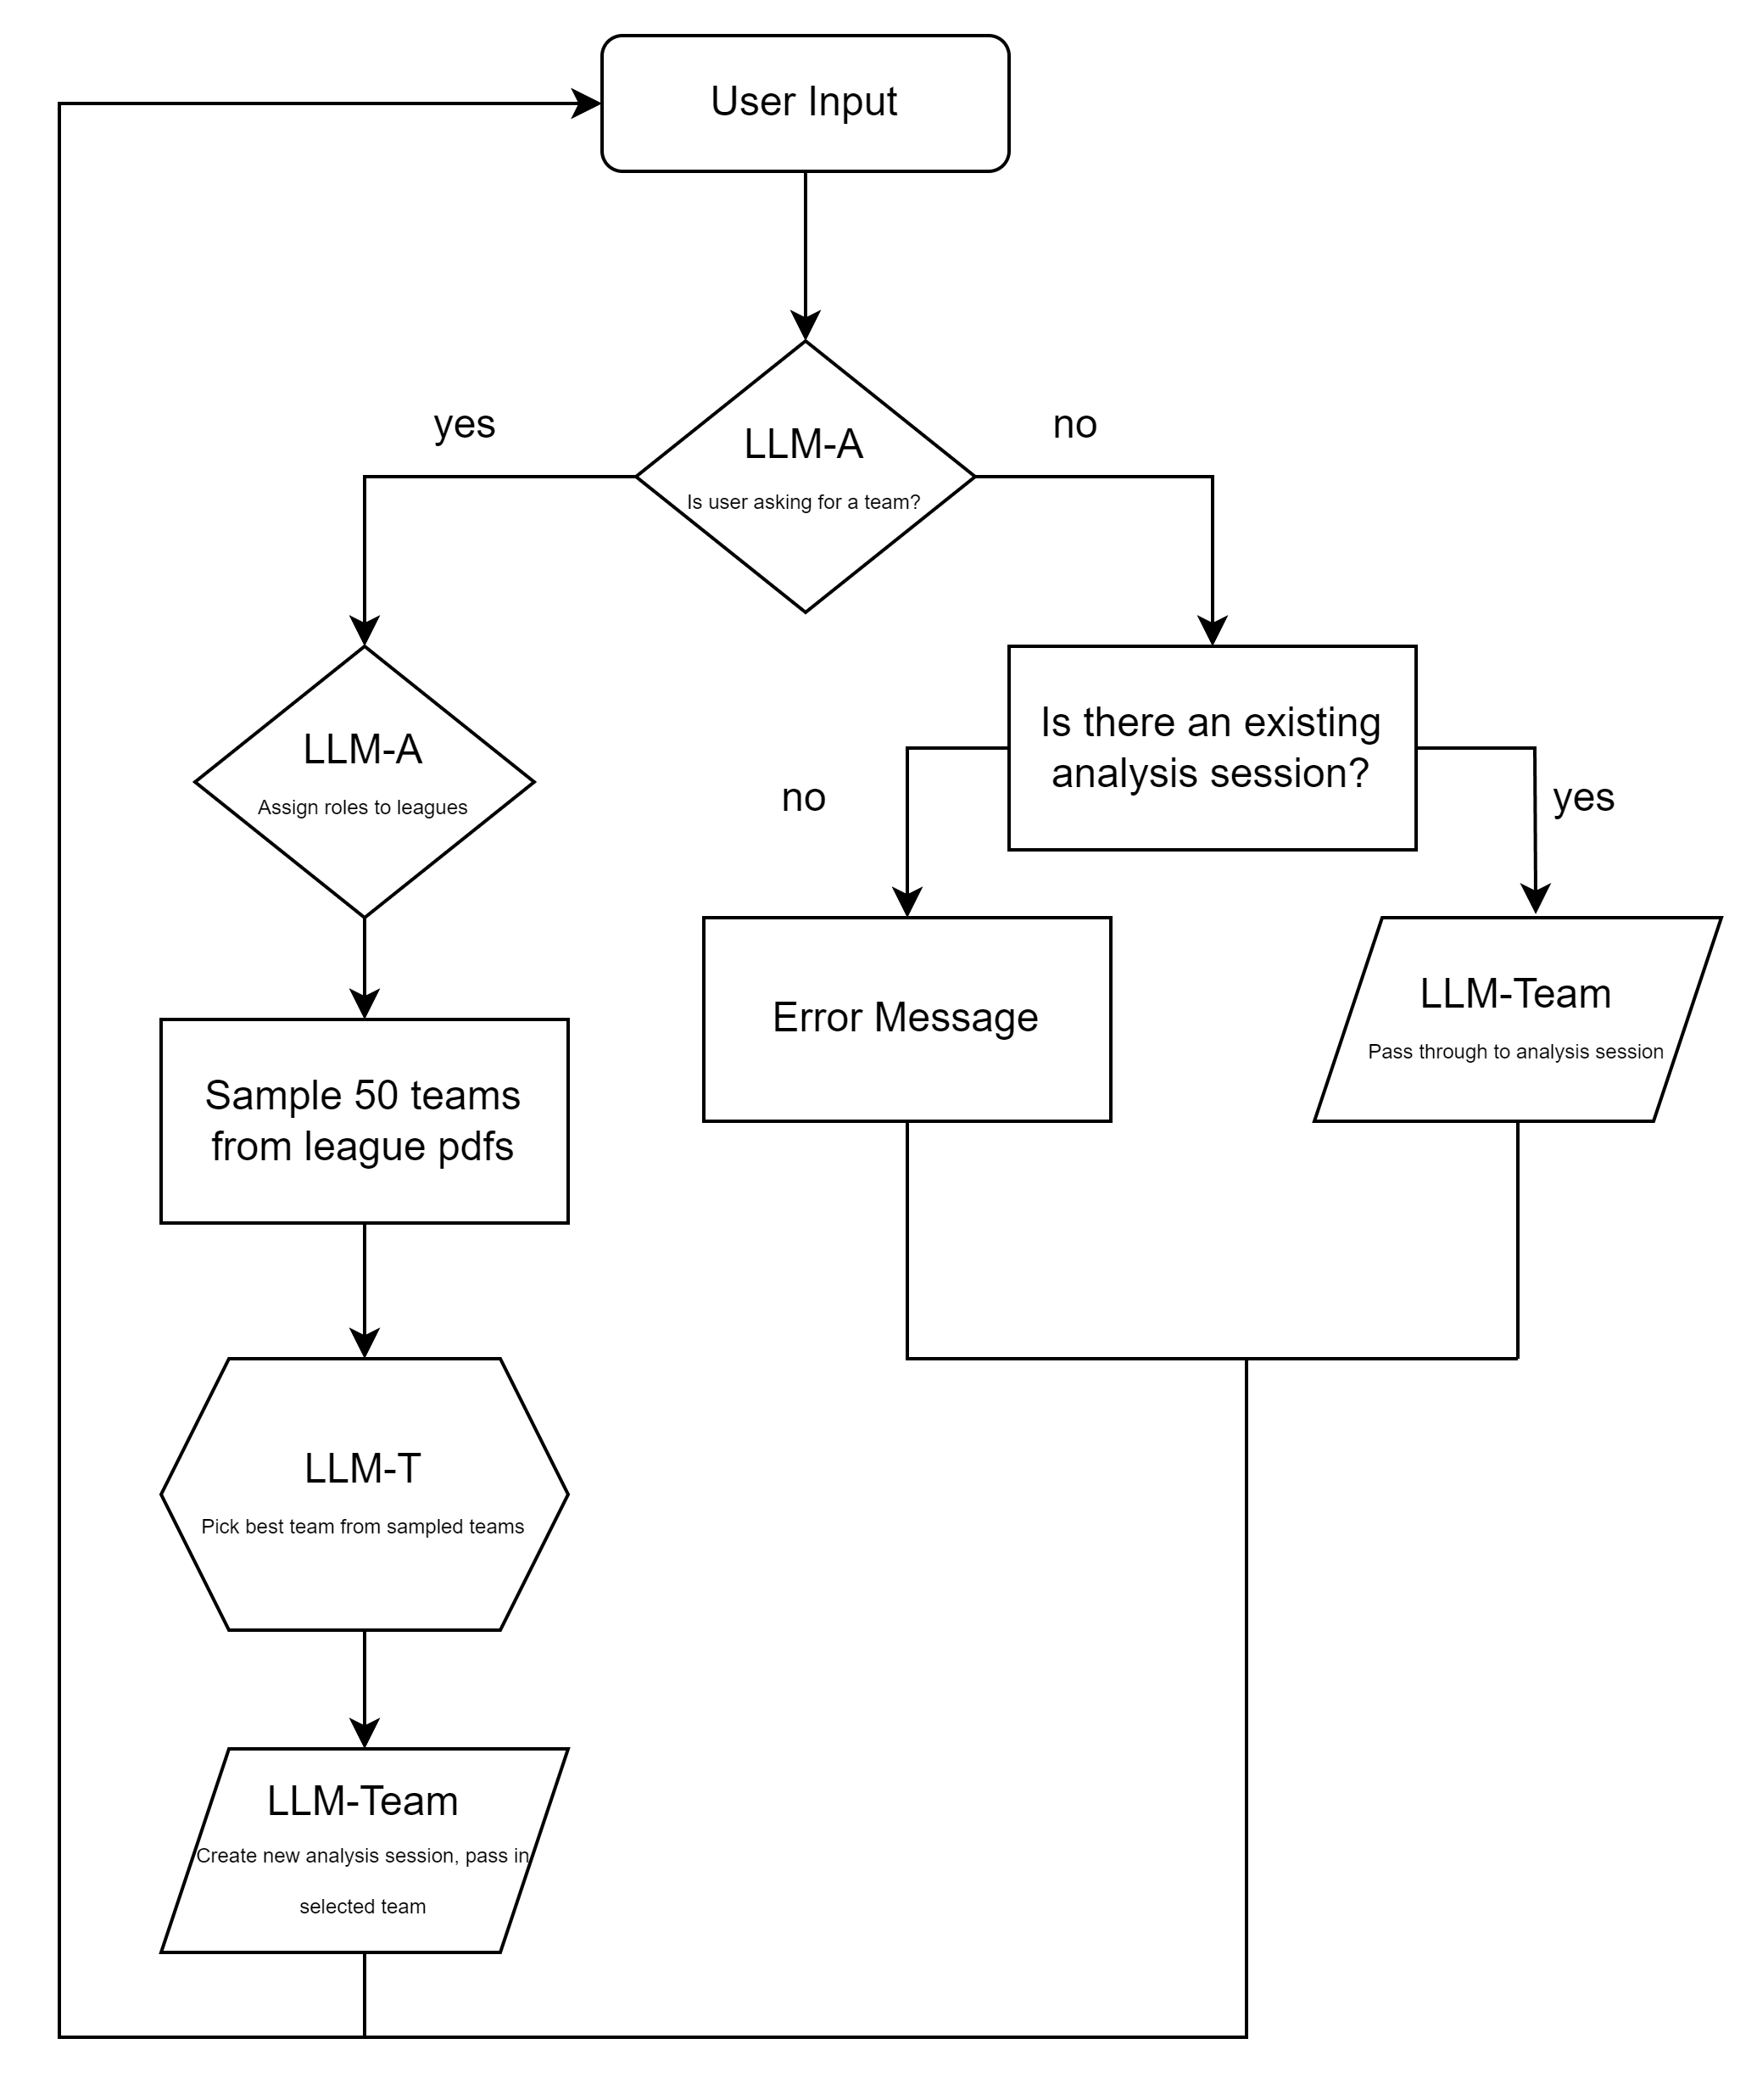 User Input
yes
no
LLM-A
Is user asking for a team?
LLM-A
Assign roles to leagues
Is there an existing
analysis session?
no
yes
Error Message
LLM-Team
Pass through to analysis session
Sample 50 teams
from league pdfs
LLM-T
Pick best team from sampled teams
LLM-Team
Create new analysis session, pass in
selected team